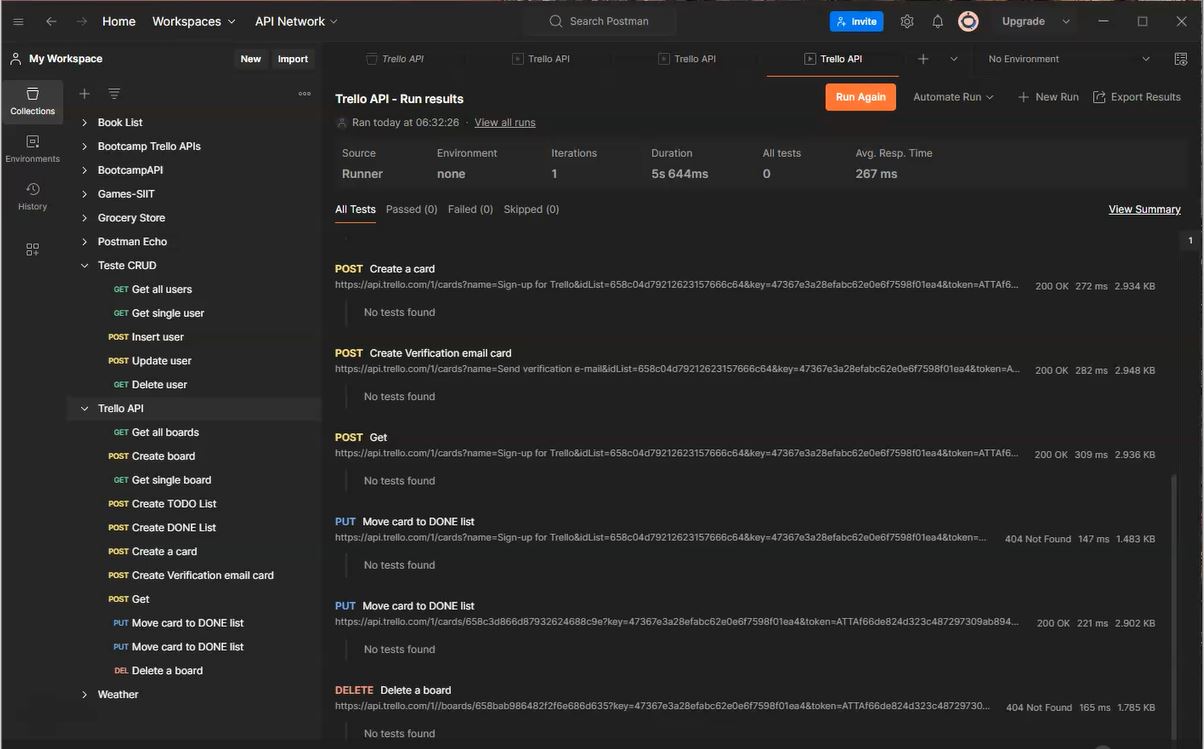 Home Workspaces API Network Search Postman Invite Upgrade
My Workspace New Import Trello API Trello API Trello API Trello API No Environment
Collections
Environments
History
Book List
Bootcamp Trello APIs
BootcampAPI
Games-SIIT
Grocery Store
Postman Echo
Teste CRUD
GET Get all users
GET Get single user
POST Insert user
POST Update user
GET Delete user
Trello API
GET Get all boards
POST Create board
GET Get single board
POST Create TODO List
POST Create DONE List
POST Create a card
POST Create Verification email card
POST Get
PUT Move card to DONE list
PUT Move card to DONE list
DEL Delete a board
Weather
Trello API - Run results Run Again Automate Run New Run Export Results
Ran today at 06:32:26 · View all runs
Source Environment Iterations Duration All tests Avg. Resp. Time
Runner none 1 5s 644ms 0 267 ms
All Tests Passed (0) Failed (0) Skipped (0) View Summary
1
POST Create a card
https://api.trello.com/1/cards?name=Sign-up for Trello&idList=658c04d79212623157666c64&key=47367e3a28efabc62e0e6f7598f01ea4&token=ATTAf6... 200 OK 272 ms 2.934 KB
No tests found
POST Create Verification email card
https://api.trello.com/1/cards?name=Send verification e-mail&idList=658c04d79212623157666c64&key=47367e3a28efabc62e0e6f7598f01ea4&token=A... 200 OK 282 ms 2.948 KB
No tests found
POST Get
https://api.trello.com/1/cards?name=Sign-up for Trello&idList=658c04d79212623157666c64&key=47367e3a28efabc62e0e6f7598f01ea4&token=ATTAf6... 200 OK 309 ms 2.936 KB
No tests found
PUT Move card to DONE list
https://api.trello.com/1/cards?name=Sign-up for Trello&idList=658c04d79212623157666c64&key=47367e3a28efabc62e0e6f7598f01ea4&token=... 404 Not Found 147 ms 1.483 KB
No tests found
PUT Move card to DONE list
https://api.trello.com/1/cards/658c3d866d87932624688c9e?key=47367e3a28efabc62e0e6f7598f01ea4&token=ATTAf66de824d323c487297309ab894... 200 OK 221 ms 2.902 KB
No tests found
DELETE Delete a board
https://api.trello.com/1//boards/658bab986482f2f6e686d635?key=47367e3a28efabc62e0e6f7598f01ea4&token=ATTAf66de824d323c48729730... 404 Not Found 165 ms 1.785 KB
No tests found